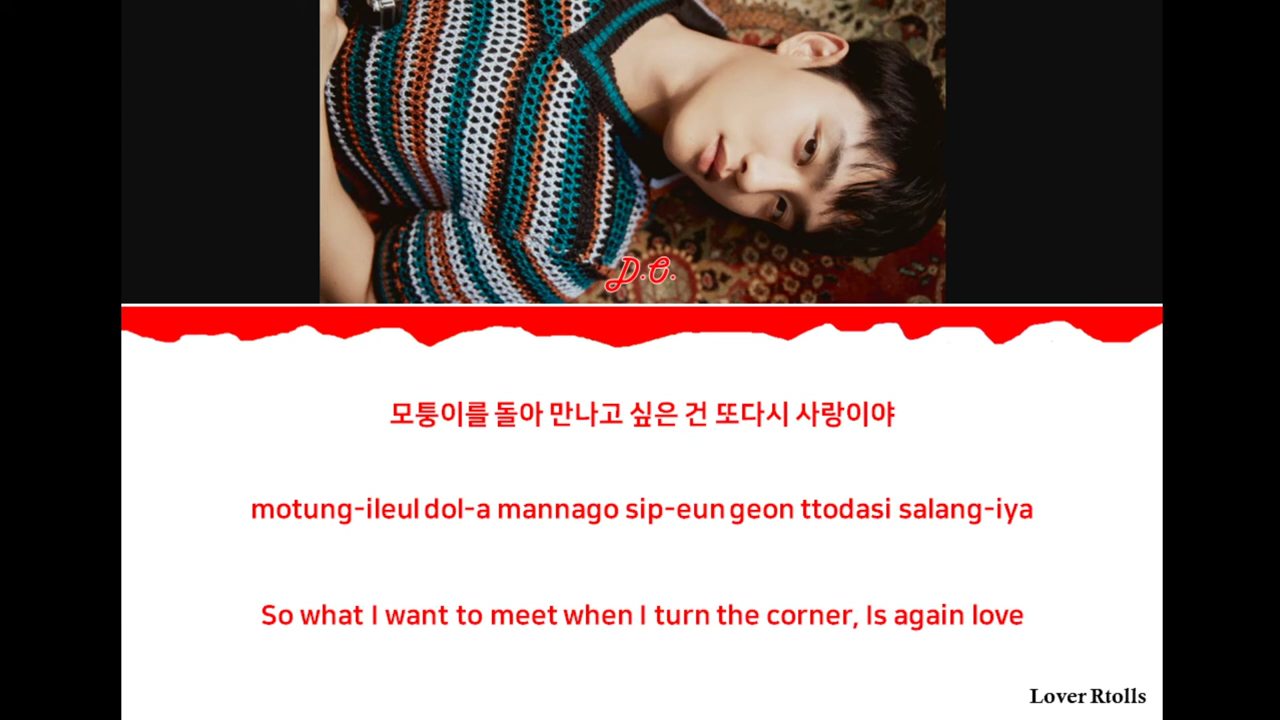 D.O.
모퉁이를 돌아 만나고 싶은 건 또다시 사랑이야
motung-ileul dol-a mannago sip-eun geon ttodasi salang-iya
So what I want to meet when I turn the corner, Is again love
Lover Rtolls